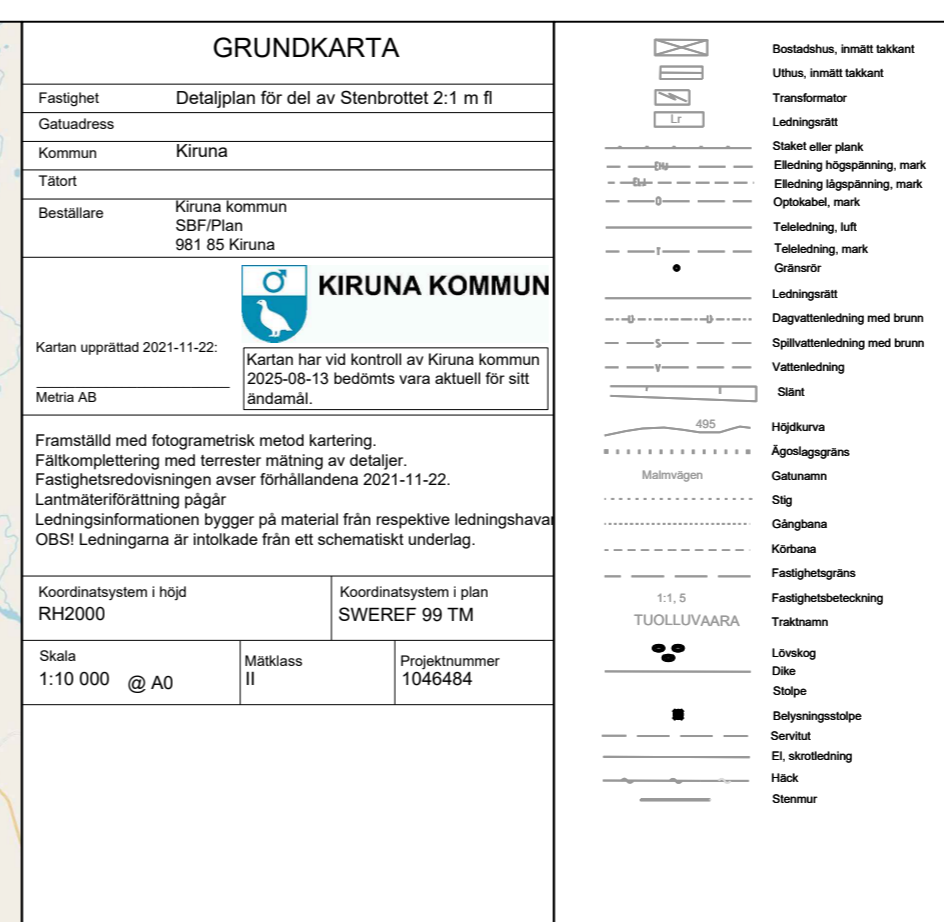 GRUNDKARTA
Fastighet Detaljplan för del av Stenbrottet 2:1 m fl
Gatuadress
Kommun Kiruna
Tätort
Beställare Kiruna kommun
SBF/Plan
981 85 Kiruna
KIRUNA KOMMUN
Kartan upprättad 2021-11-22:
Metria AB
Kartan har vid kontroll av Kiruna kommun
2025-08-13 bedömts vara aktuell för sitt
ändamål.
Framställd med fotogrametrisk metod kartering.
Fältkomplettering med terrester mätning av detaljer.
Fastighetsredovisningen avser förhållandena 2021-11-22.
Lantmäteriförättning pågår
Ledningsinformationen bygger på material från respektive ledningshavar
OBS! Ledningarna är intolkade från ett schematiskt underlag.
Koordinatsystem i höjd
RH2000
Koordinatsystem i plan
SWEREF 99 TM
Skala
1:10 000 @ A0
Mätklass
II
Projektnummer
1046484
Bostadshus, inmätt takkant
Uthus, inmätt takkant
Transformator
Lr Ledningsrätt
Staket eller plank
Elledning högspänning, mark
Elledning lågspänning, mark
O Optokabel, mark
Teleledning, luft
T Teleledning, mark
Gränsrör
Ledningsrätt
Dagvattenledning med brunn
S Spillvattenledning med brunn
V Vattenledning
Slänt
495 Höjdkurva
Ägoslagsgräns
Malmvägen Gatunamn
Stig
Gångbana
Körbana
Fastighetsgräns
1:1, 5 Fastighetsbeteckning
TUOLLUVAARA Traktnamn
Lövskog
Dike
Stolpe
Belysningsstolpe
Servitut
El, skrotledning
Häck
Stenmur